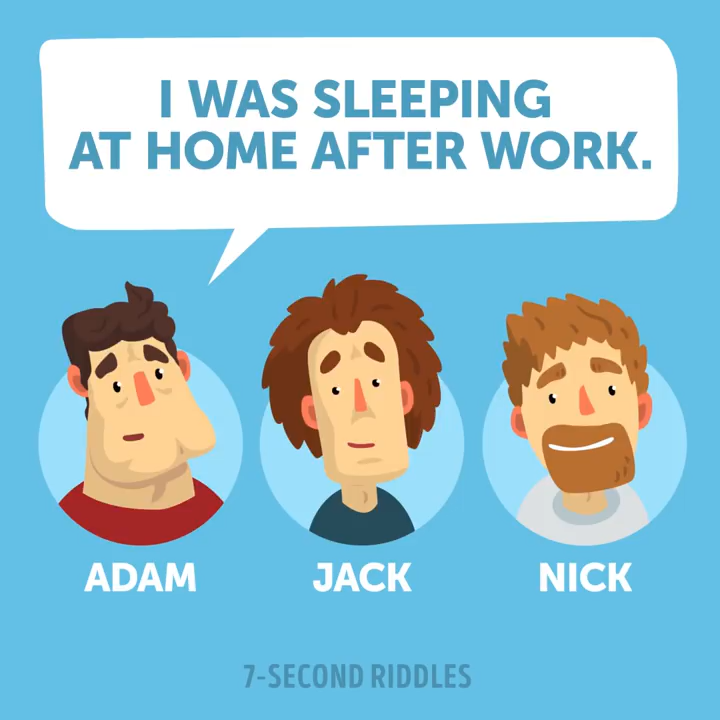 I WAS SLEEPING
AT HOME AFTER WORK.
ADAM
JACK
NICK
7-SECOND RIDDLES